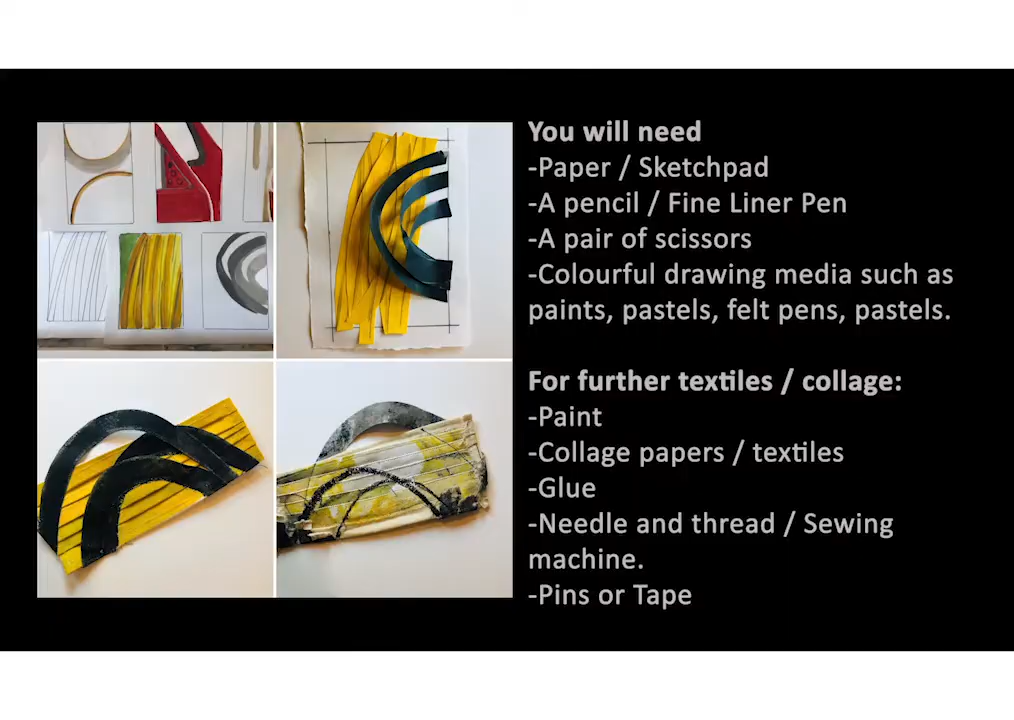 You will need
-Paper / Sketchpad
-A pencil / Fine Liner Pen
-A pair of scissors
-Colourful drawing media such as
paints, pastels, felt pens, pastels.
For further textiles / collage:
-Paint
-Collage papers / textiles
-Glue
-Needle and thread / Sewing
machine.
-Pins or Tape